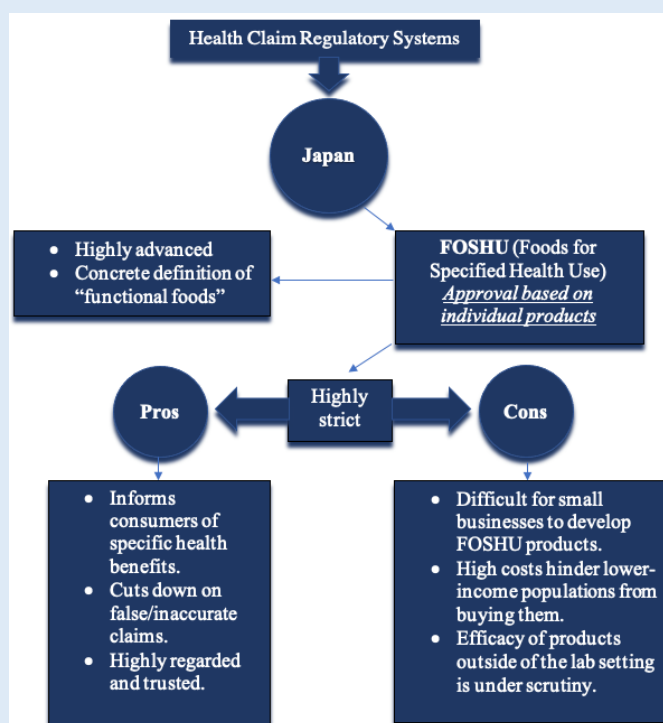 Health Claim Regulatory Systems
Japan
• Highly advanced
• Concrete definition of
“functional foods”
FOSHU (Foods for
Specified Health Use)
Approval based on
individual products
Highly
strict
Pros
Cons
• Informs
consumers of
specific health
benefits.
• Cuts down on
false/inaccurate
claims.
• Highly regarded
and trusted.
• Difficult for small
businesses to develop
FOSHU products.
• High costs hinder lower-
income populations from
buying them.
• Efficacy of products
outside of the lab setting
is under scrutiny.